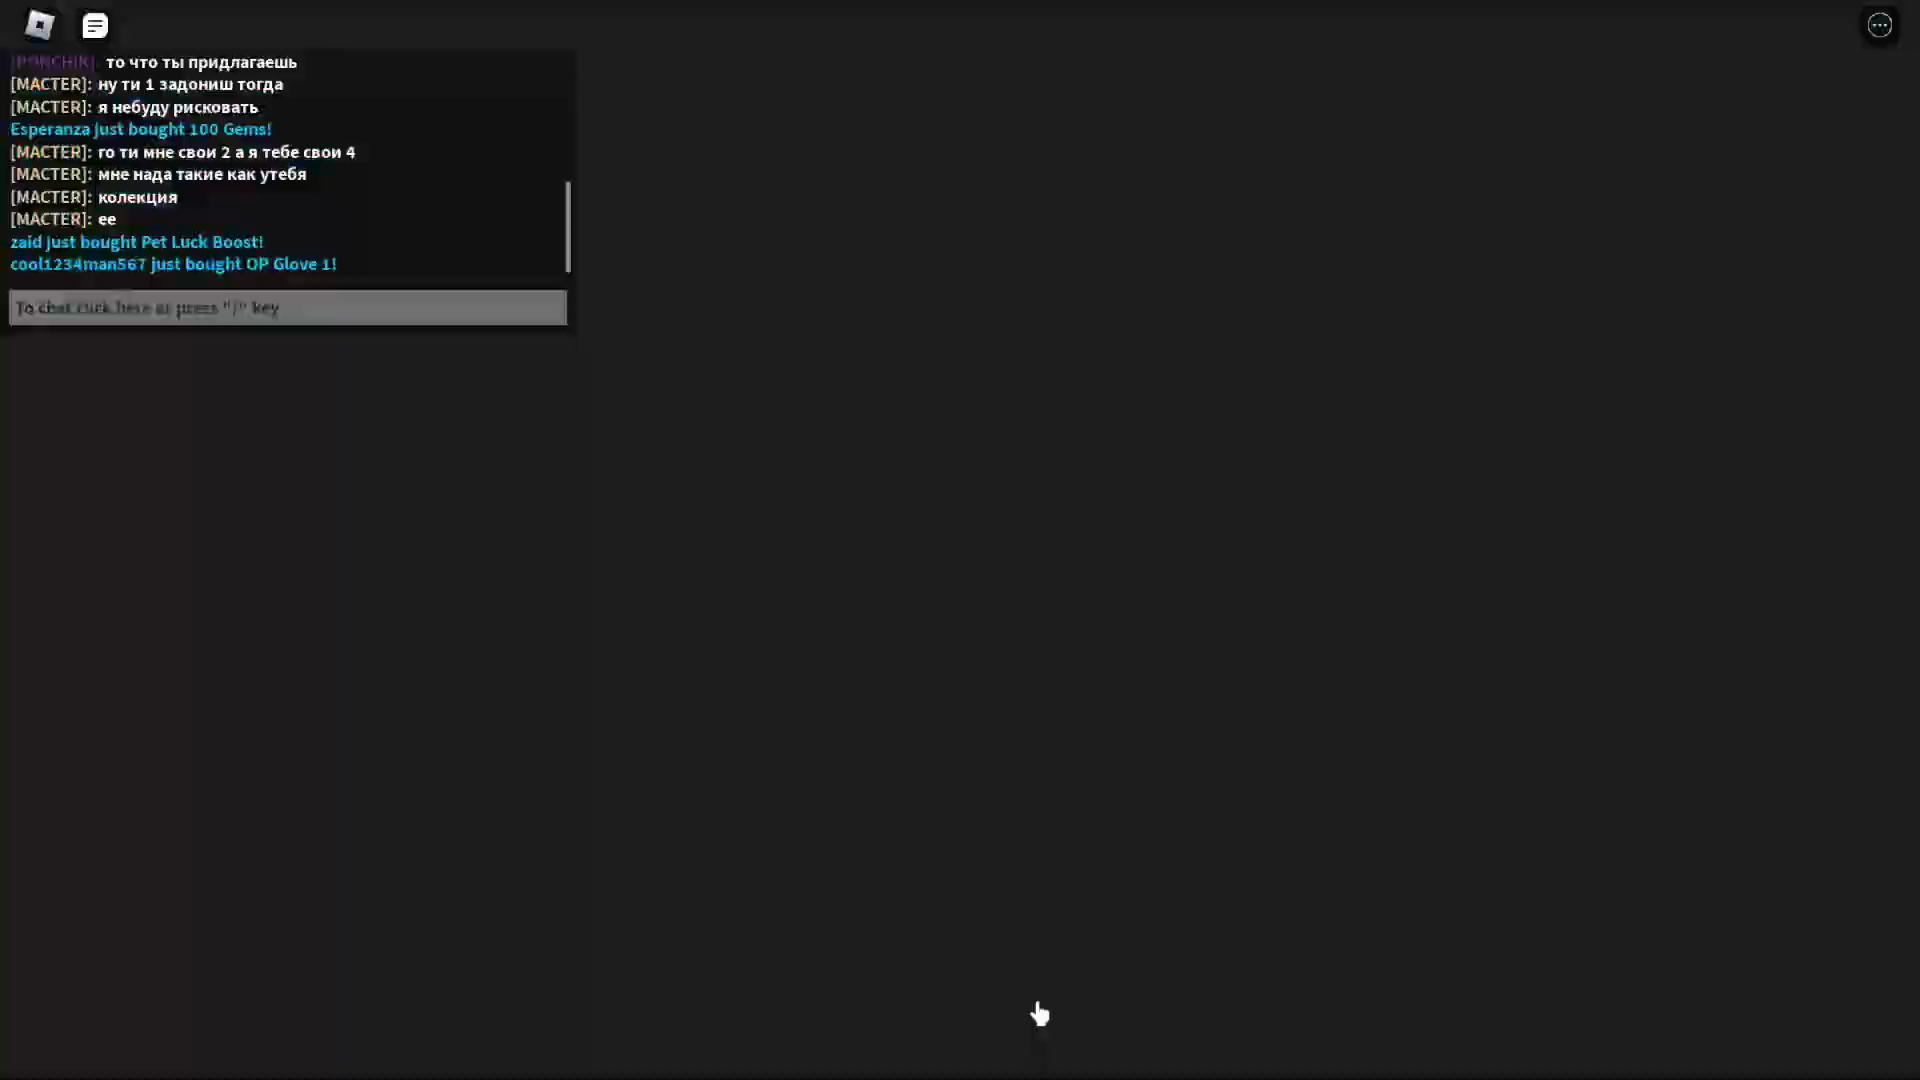 [PONCHIK]: то что ты придлагаешь
[MACTER]: ну ти 1 задониш тогда
[MACTER]: я небуду рисковать
Esperanza just bought 100 Gems!
[MACTER]: го ти мне свои 2 а я тебе свои 4
[MACTER]: мне нада такие как утебя
[MACTER]: колекция
[MACTER]: ее
zaid just bought Pet Luck Boost!
cool1234man567 just bought OP Glove 1!
To chat click here or press "/" key